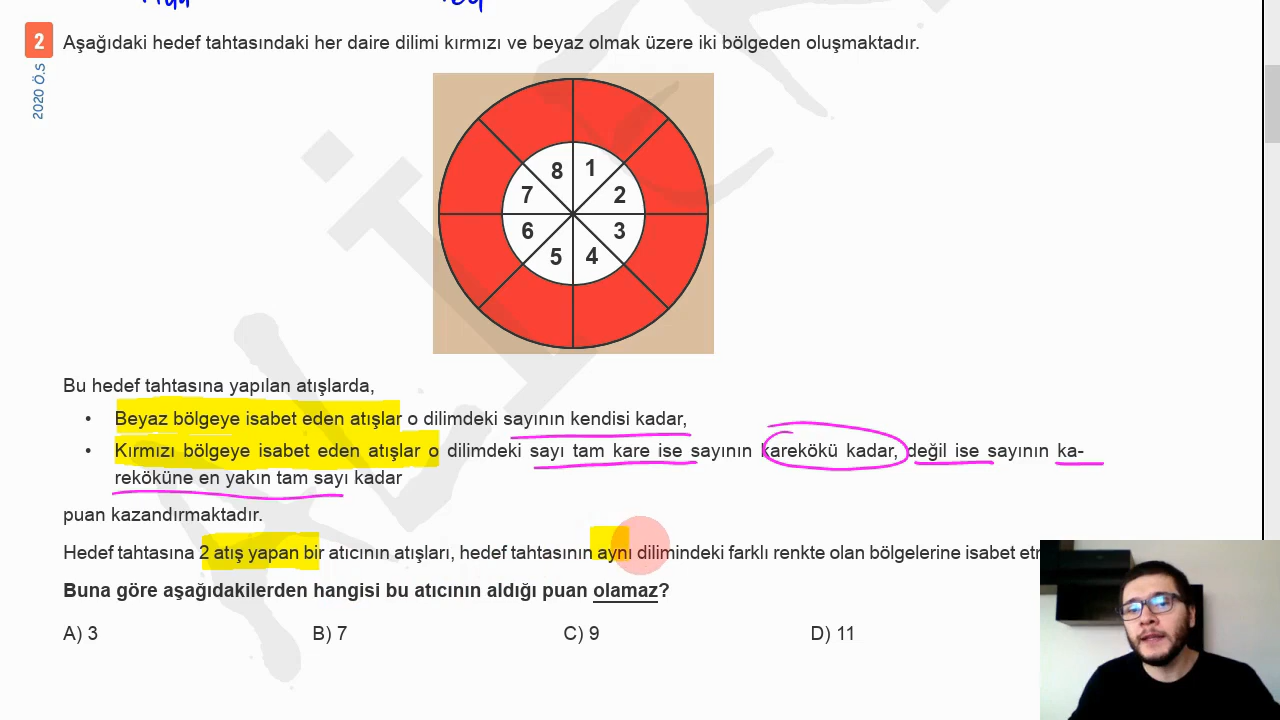 2 Aşağıdaki hedef tahtasındaki her daire dilimi kırmızı ve beyaz olmak üzere iki bölgeden oluşmaktadır.
2020 Ö.S
8 1
7 2
6 3
5 4
Bu hedef tahtasına yapılan atışlarda,
• Beyaz bölgeye isabet eden atışlar o dilimdeki sayının kendisi kadar,
• Kırmızı bölgeye isabet eden atışlar o dilimdeki sayı tam kare ise sayının karekökü kadar, değil ise sayının ka-
reköküne en yakın tam sayı kadar
puan kazandırmaktadır.
Hedef tahtasına 2 atış yapan bir atıcının atışları, hedef tahtasının aynı dilimindeki farklı renkte olan bölgelerine isabet
Buna göre aşağıdakilerden hangisi bu atıcının aldığı puan olamaz?
A) 3 B) 7 C) 9 D) 11